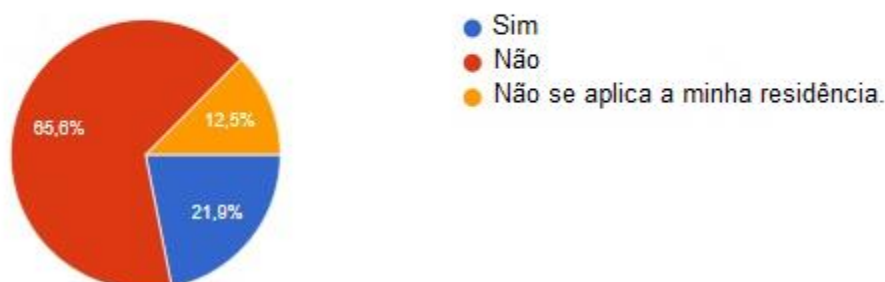 Sim
Não
Não se aplica a minha residência.
65,6%
12,5%
21,9%